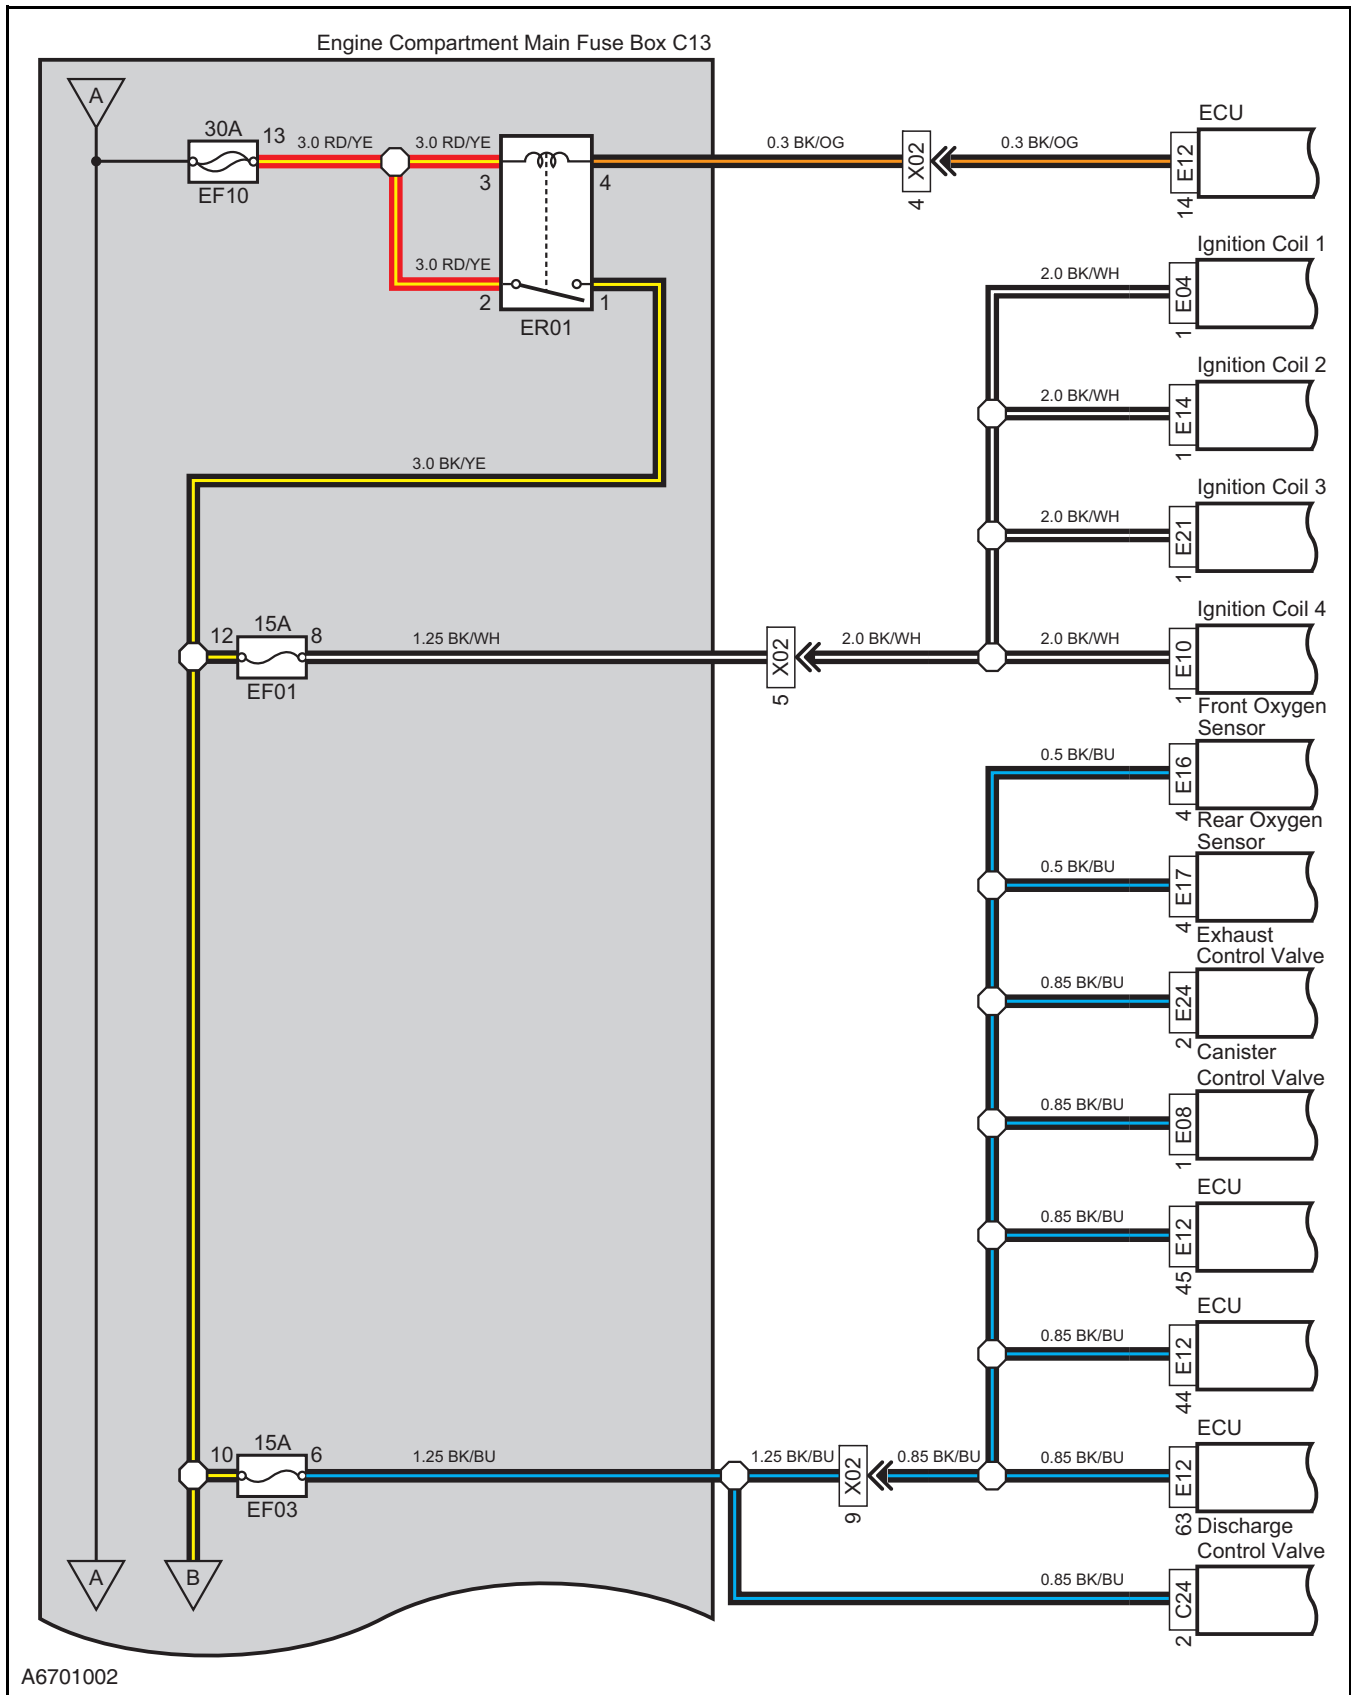 Engine Compartment Main Fuse Box C13
A
30A
13
3.0 RD/YE
3.0 RD/YE
EF10
3
4
0.3 BK/OG
X02
4
0.3 BK/OG
ECU
E12
14
3.0 RD/YE
2
1
ER01
Ignition Coil 1
2.0 BK/WH
E04
1
Ignition Coil 2
2.0 BK/WH
E14
1
3.0 BK/YE
Ignition Coil 3
2.0 BK/WH
E21
1
Ignition Coil 4
12
15A
8
EF01
1.25 BK/WH
X02
5
2.0 BK/WH
2.0 BK/WH
E10
1
Front Oxygen
Sensor
0.5 BK/BU
E16
4
Rear Oxygen
Sensor
0.5 BK/BU
E17
4
Exhaust
Control Valve
0.85 BK/BU
E24
2
Canister
Control Valve
0.85 BK/BU
E08
1
ECU
0.85 BK/BU
E12
45
ECU
0.85 BK/BU
E12
44
ECU
10
15A
6
EF03
1.25 BK/BU
1.25 BK/BU
X02
9
0.85 BK/BU
0.85 BK/BU
E12
63
Discharge
Control Valve
A
B
0.85 BK/BU
C24
2
A6701002